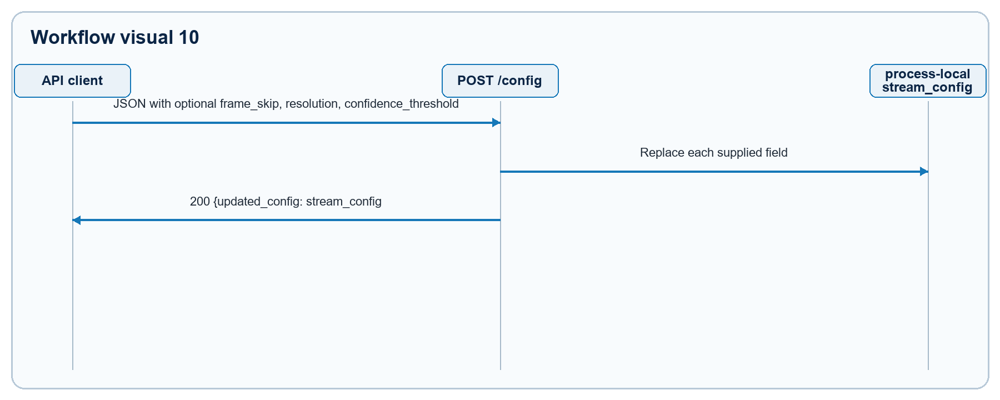 Workflow visual 10
API client
POST /config
process-local
stream_config
JSON with optional frame_skip, resolution, confidence_threshold
Replace each supplied field
200 {updated_config: stream_config